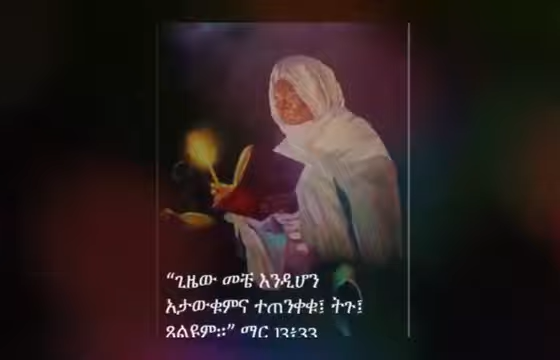 “ጊዜው መቼ እንዲሆን
አታውቁምና ተጠንቀቁ፤ ትጉ፤
ጸልዩም።” ማር ፲፫፥፴፫